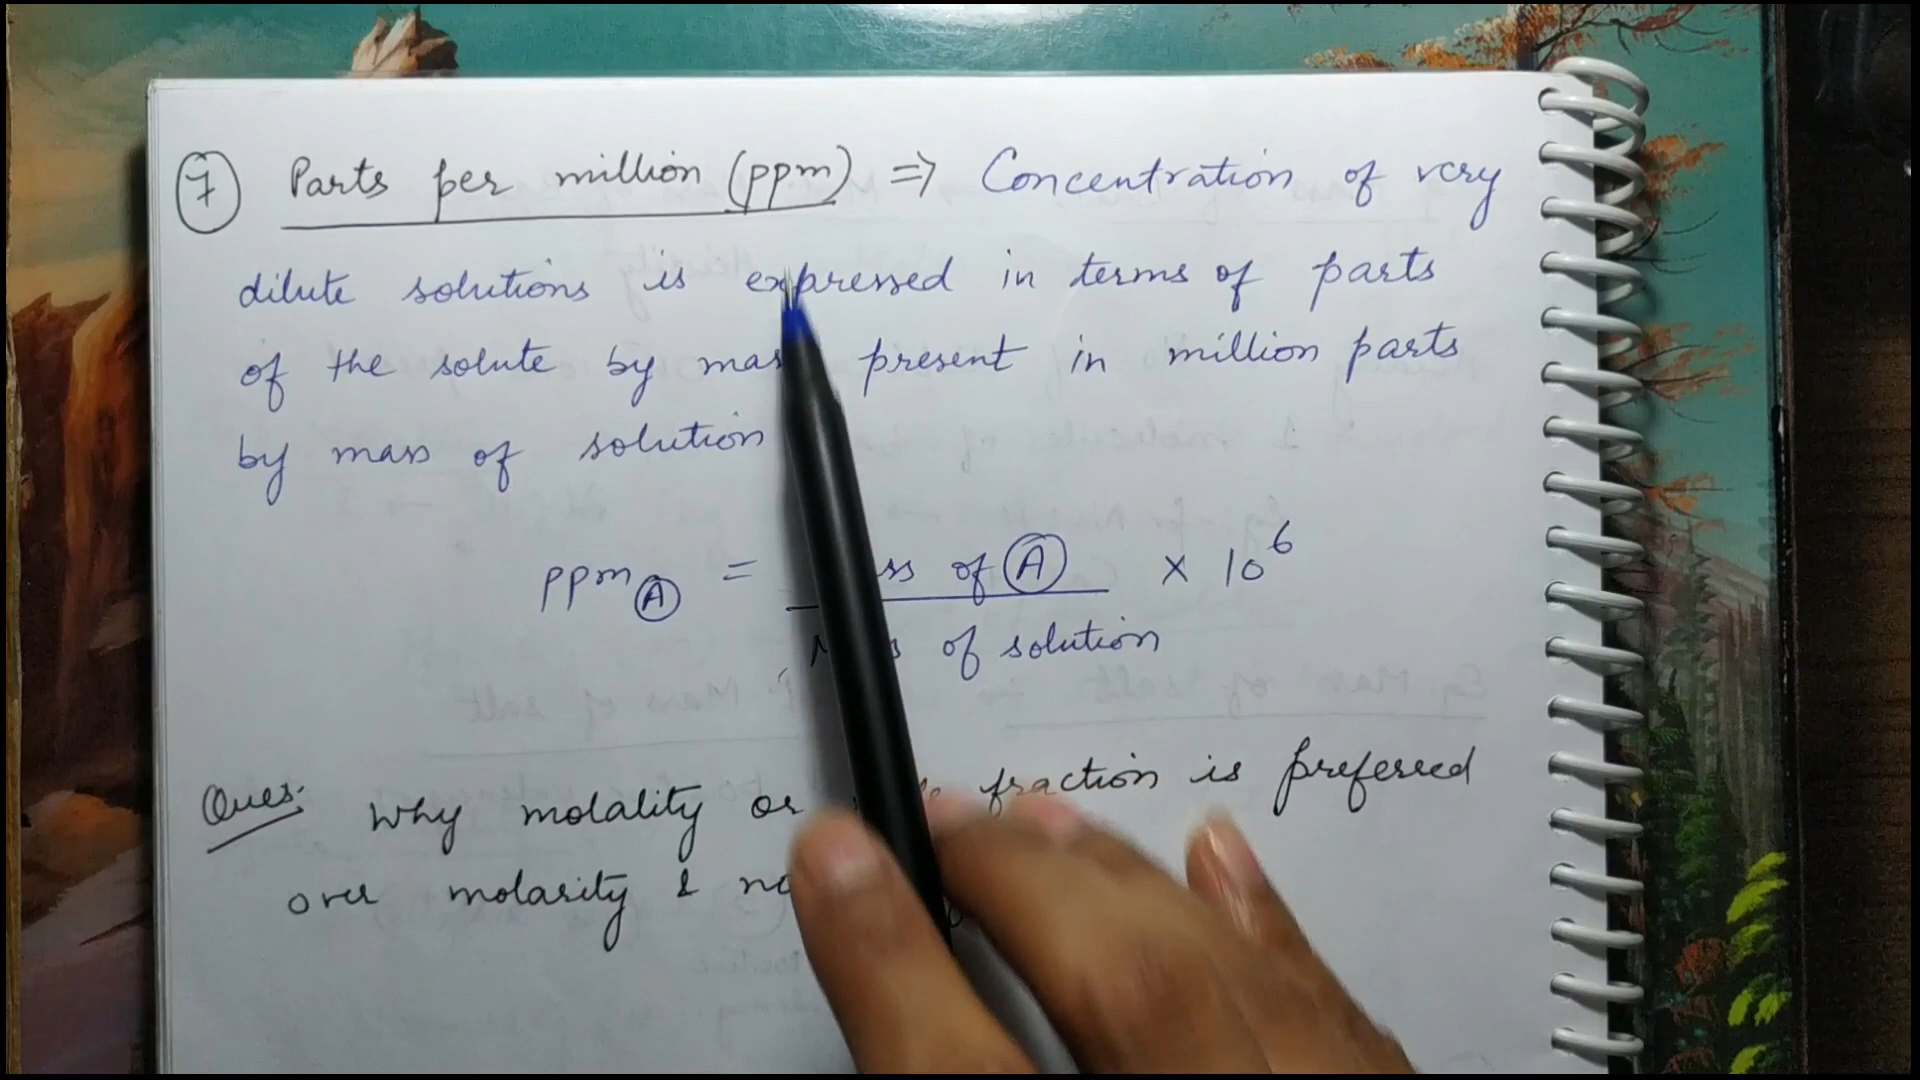 7 Parts per million (ppm) ⇒ Concentration of very
dilute solutions is expressed in terms of parts
of the solute by mass present in million parts
by mass of solution
ppm A = of A × 10^6
of solution
Ques. Why molality or fraction is preferred
over molarity &